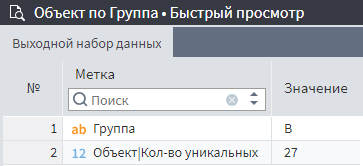 Объект по Группа • Быстрый просмотр
Выходной набор данных
№ Метка Значение
Поиск
1 ab Группа B
2 12 Объект|Кол-во уникальных 27